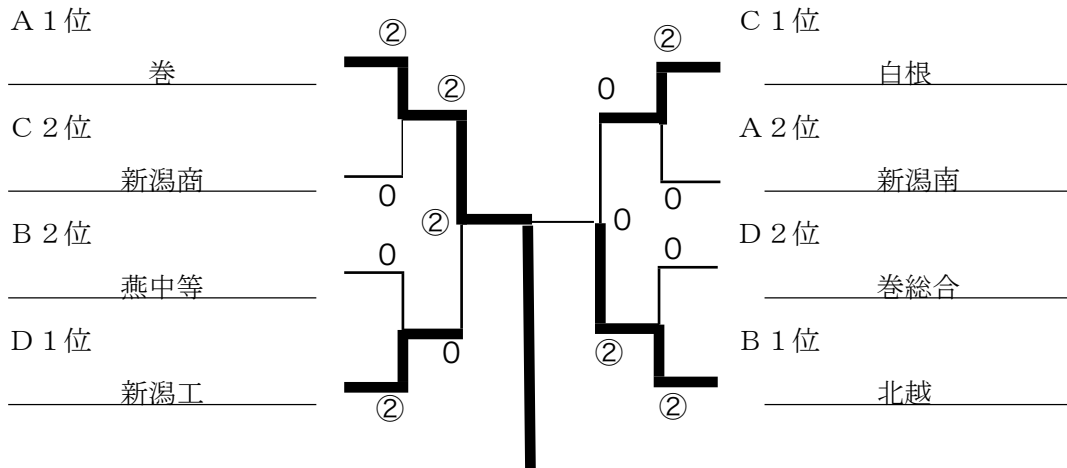 A１位
②
巻
②
C２位
新潟商
0
②
B２位
0
燕中等
D１位
0
新潟工
②
C１位
②
白根
0
A２位
新潟南
0
0
D２位
0
巻総合
B１位
②
北越
②